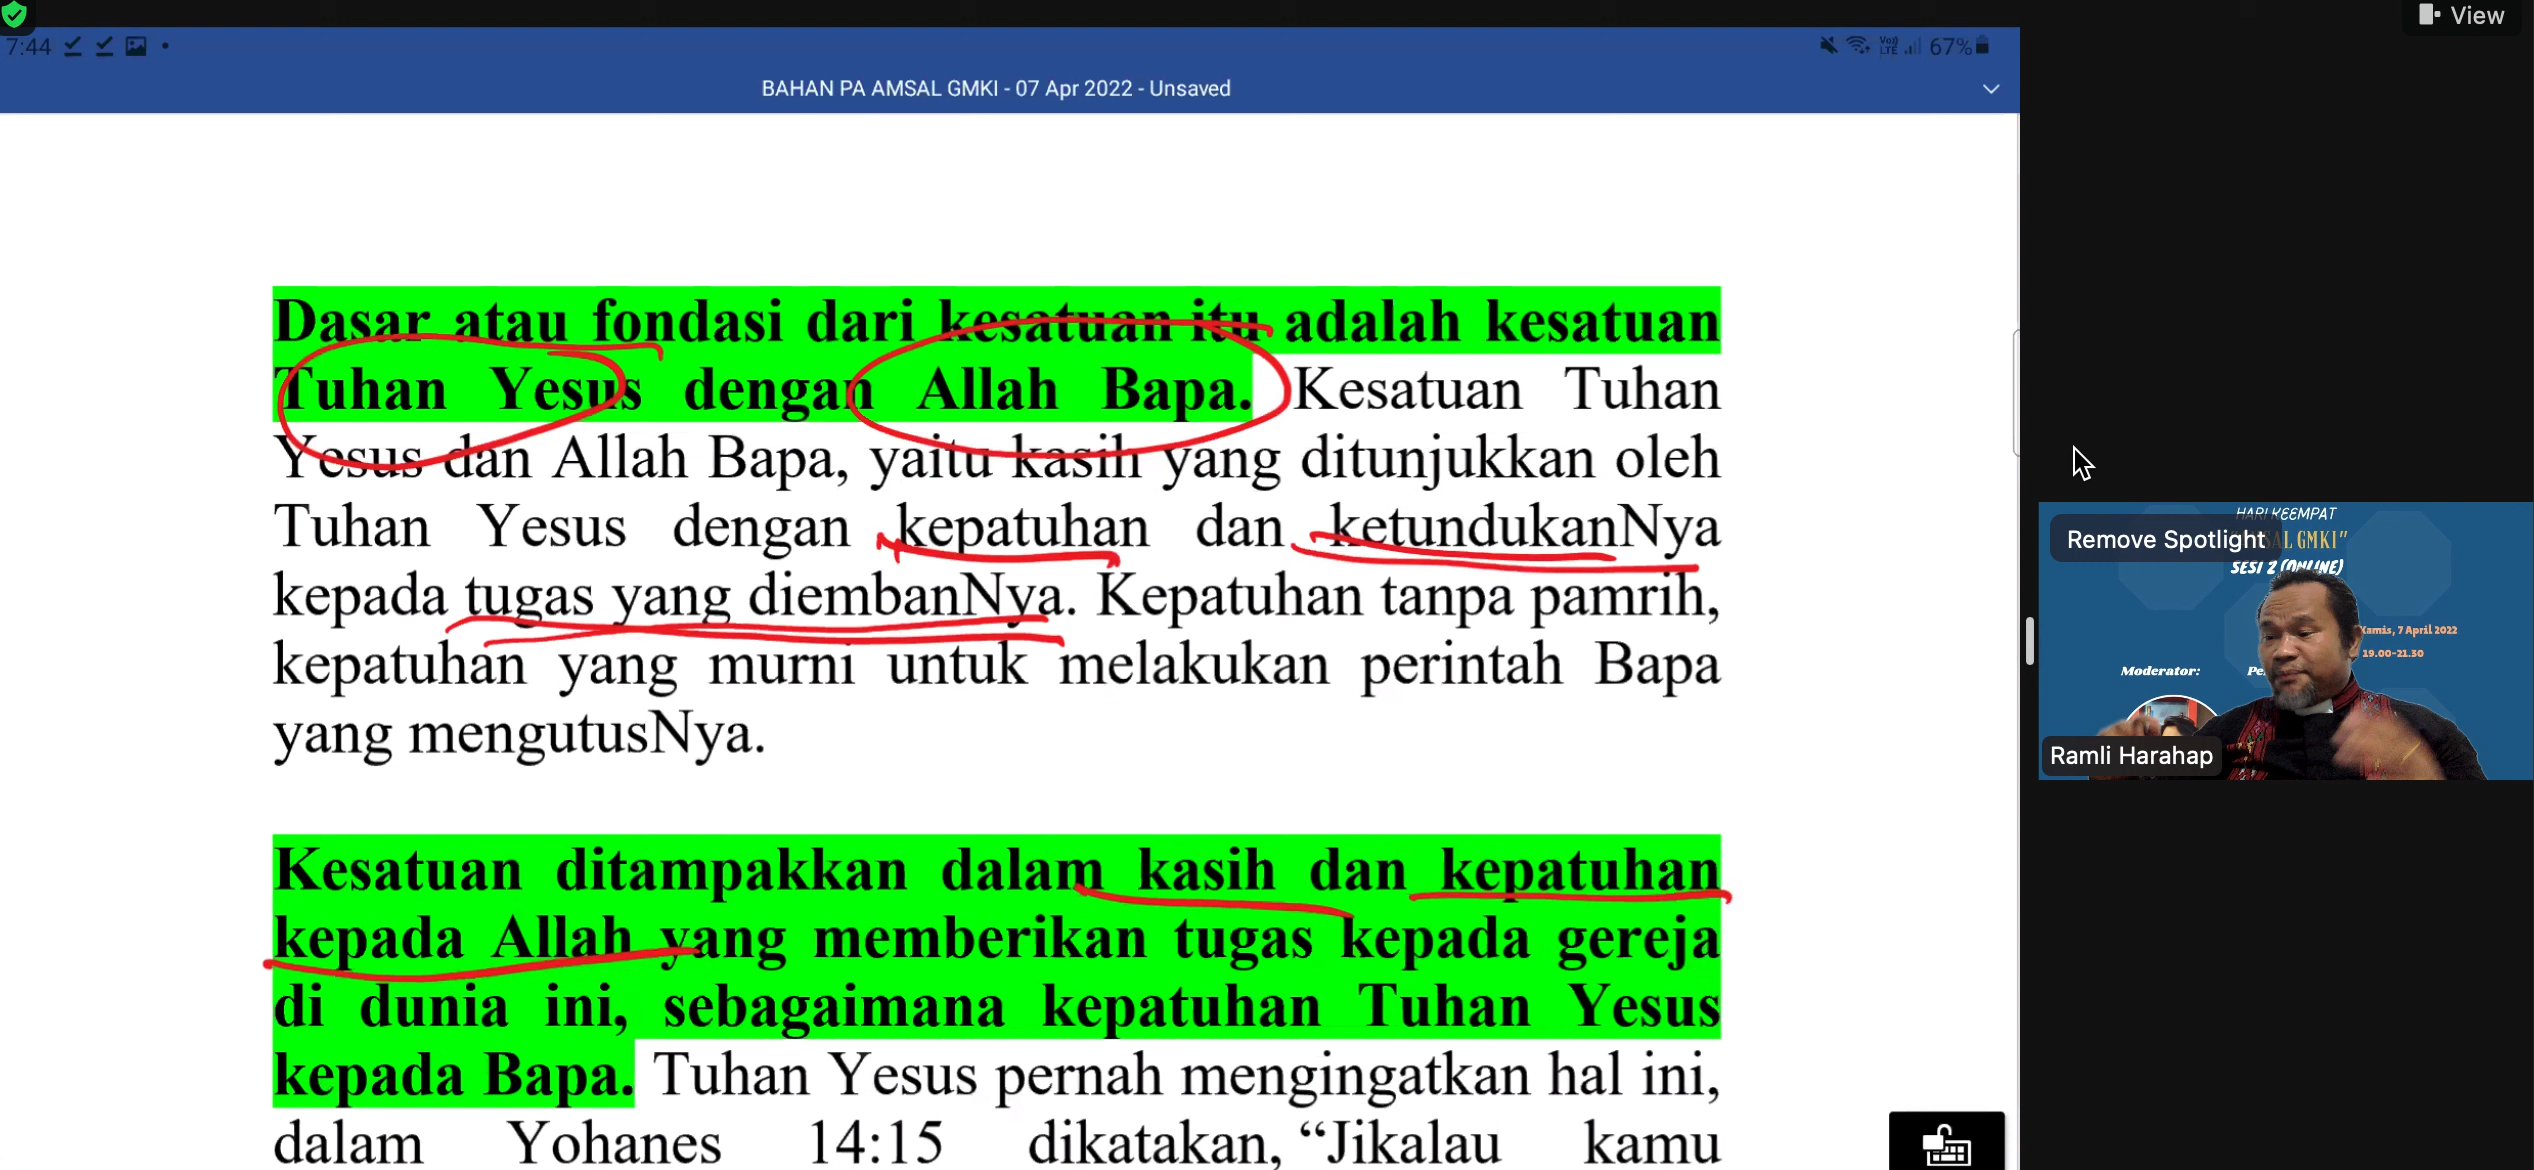 View
7:44
67%
BAHAN PA AMSAL GMKI - 07 Apr 2022 - Unsaved
Dasar atau fondasi dari kesatuan itu adalah kesatuan
Tuhan Yesus dengan Allah Bapa. Kesatuan Tuhan
Yesus dan Allah Bapa, yaitu kasih yang ditunjukkan oleh
Tuhan Yesus dengan kepatuhan dan ketundukanNya
kepada tugas yang diembanNya. Kepatuhan tanpa pamrih,
kepatuhan yang murni untuk melakukan perintah Bapa
yang mengutusNya.
Kesatuan ditampakkan dalam kasih dan kepatuhan
kepada Allah yang memberikan tugas kepada gereja
di dunia ini, sebagaimana kepatuhan Tuhan Yesus
kepada Bapa. Tuhan Yesus pernah mengingatkan hal ini,
dalam Yohanes 14:15 dikatakan, “Jikalau kamu
HARI KEEMPAT
Remove Spotlight
GMKI"
SESI 2 (ONLINE)
Kamis, 7 April 2022
19.00-21.30
Moderator:
Ramli Harahap